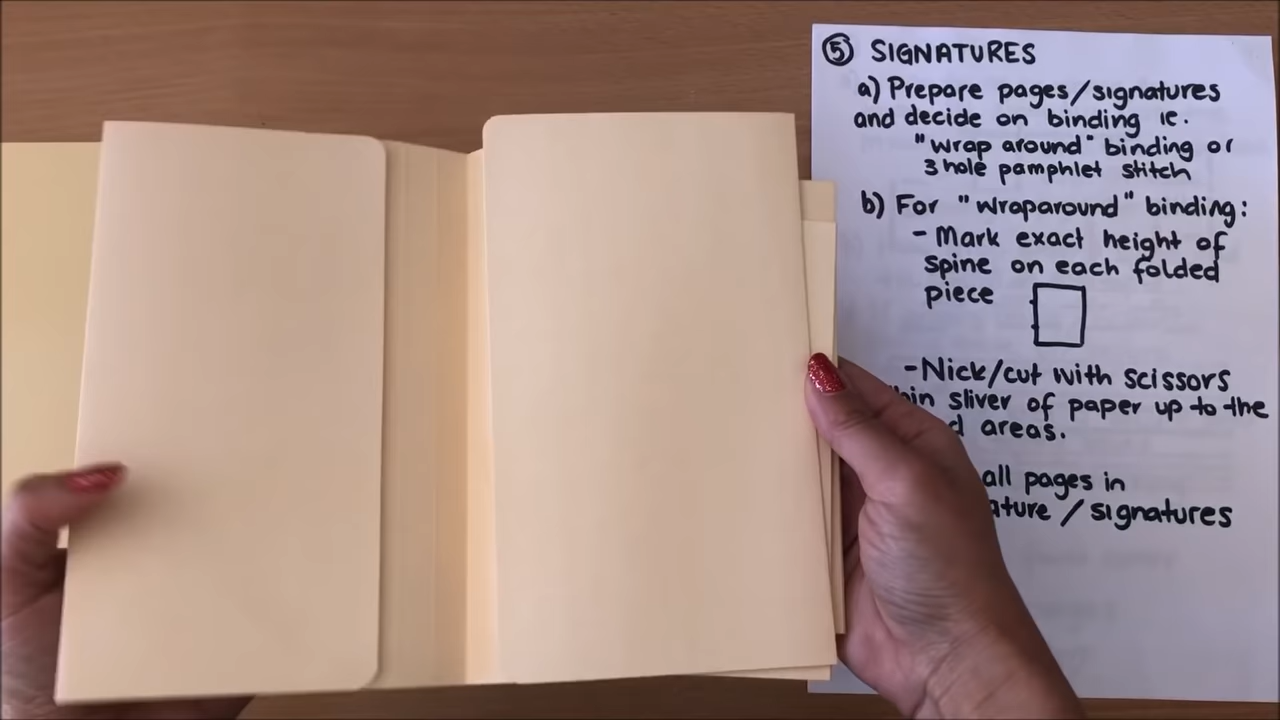 ⑤ SIGNATURES
a) Prepare pages/signatures
and decide on binding ie.
"wrap around" binding or
3 hole pamphlet stitch
b) For "wraparound" binding:
- Mark exact height of
spine on each folded
piece
- Nick/cut with scissors
sliver of paper up to the
areas.
all pages in
/ signatures